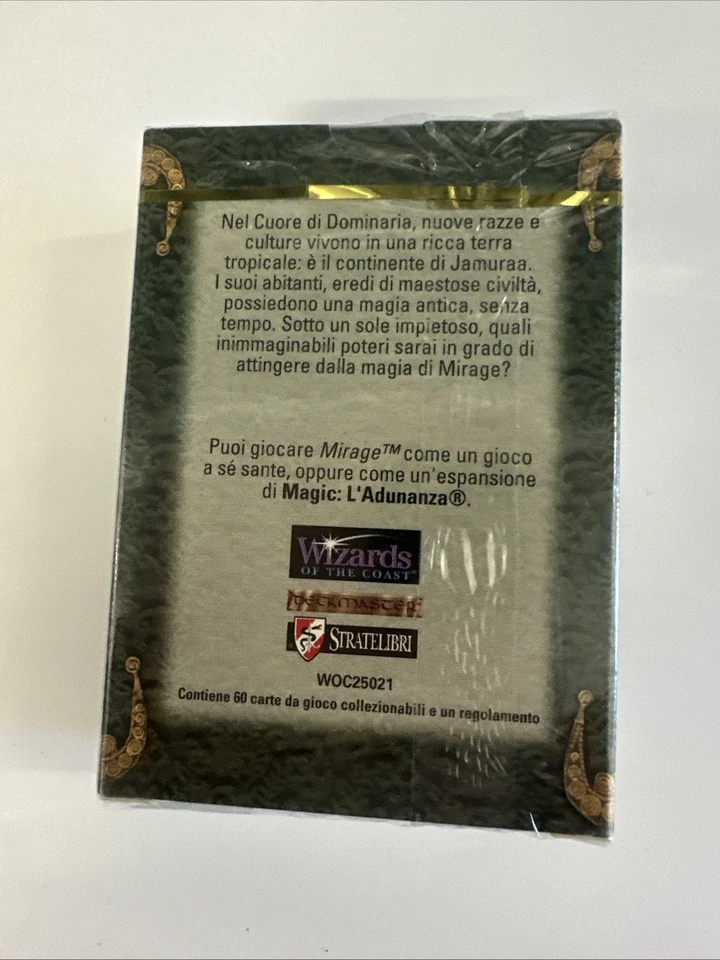 Nel Cuore di Dominaria, nuove razze e
culture vivono in una ricca terra
tropicale: è il continente di Jamuraa.
I suoi abitanti, eredi di maestose civiltà,
possiedono una magia antica, senza
tempo. Sotto un sole impietoso, quali
inimmaginabili poteri sarai in grado di
attingere dalla magia di Mirage?
Puoi giocare Mirage™ come un gioco
a sé sante, oppure come un'espansione
di Magic: L'Adunanza®.
Wizards
OF THE COAST®
DECKMASTER®
STRATELIBRI
WOC25021
Contiene 60 carte da gioco collezionabili e un regolamento